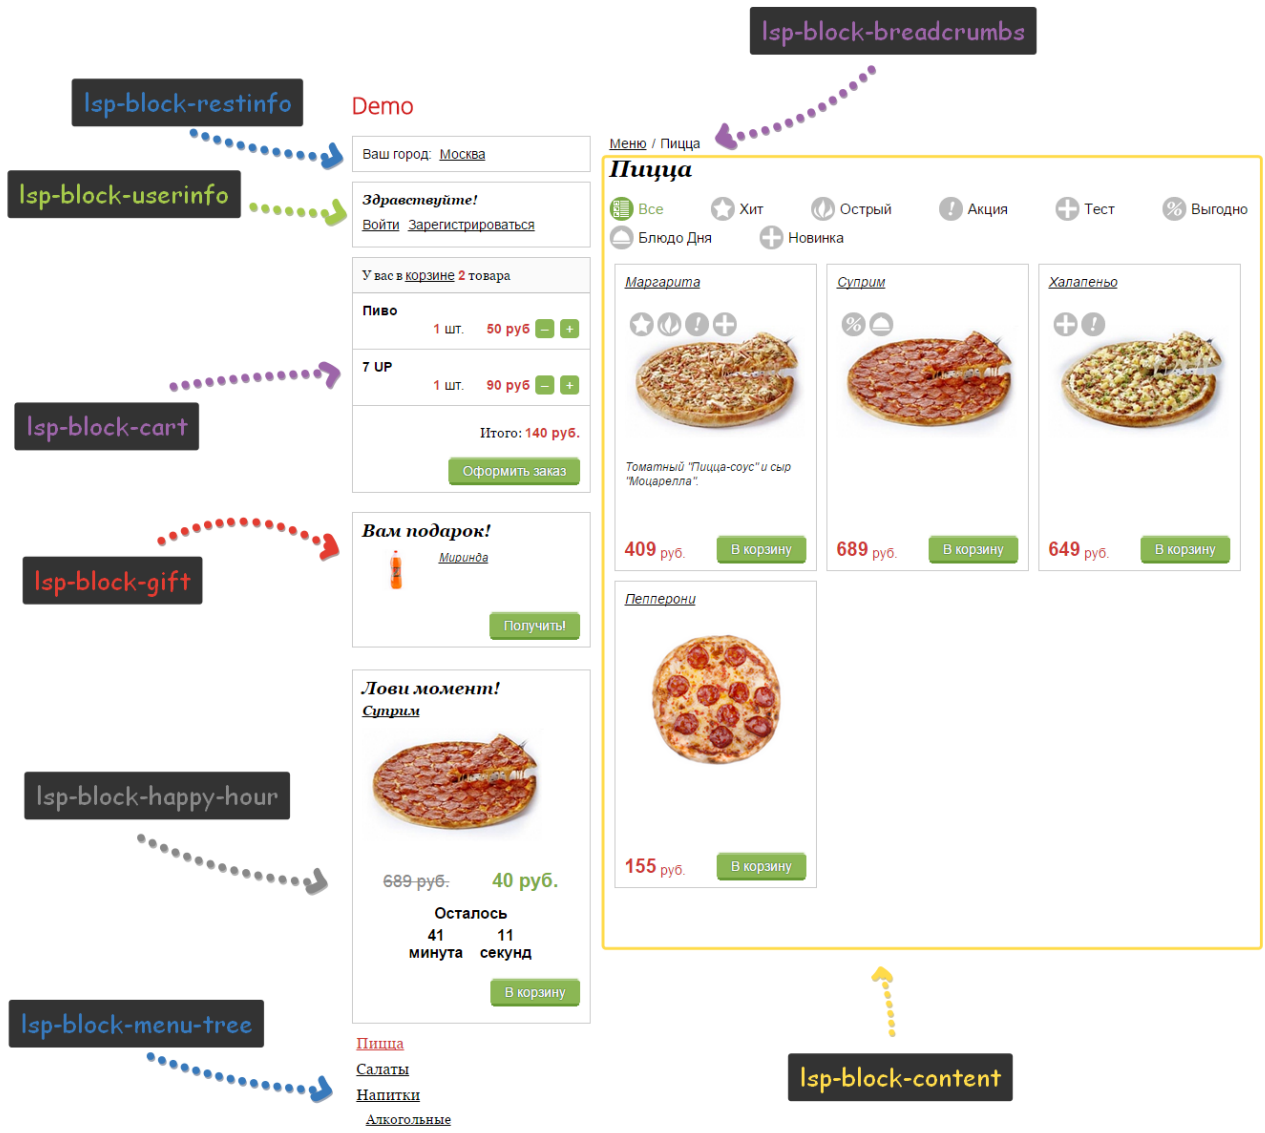 lsp-block-breadcrumbs
lsp-block-restinfo
Demo
Ваш город: Москва
lsp-block-userinfo
Здравствуйте!
Войти Зарегистрироваться
У вас в корзине 2 товара
Пиво
1 шт. 50 руб – +
7 UP
1 шт. 90 руб – +
lsp-block-cart
Итого: 140 руб.
Оформить заказ
Вам подарок!
Миринда
lsp-block-gift
Получить!
Лови момент!
Суприм
lsp-block-happy-hour
689 руб. 40 руб.
Осталось
41 11
минута секунд
В корзину
lsp-block-menu-tree
Пицца
Салаты
Напитки
Алкогольные
Меню / Пицца
Пицца
Все Хит Острый Акция Тест Выгодно
Блюдо Дня Новинка
Маргарита
Томатный "Пицца-соус" и сыр
"Моцарелла".
409 руб. В корзину
Суприм
689 руб. В корзину
Халапеньо
649 руб. В корзину
Пепперони
155 руб. В корзину
lsp-block-content